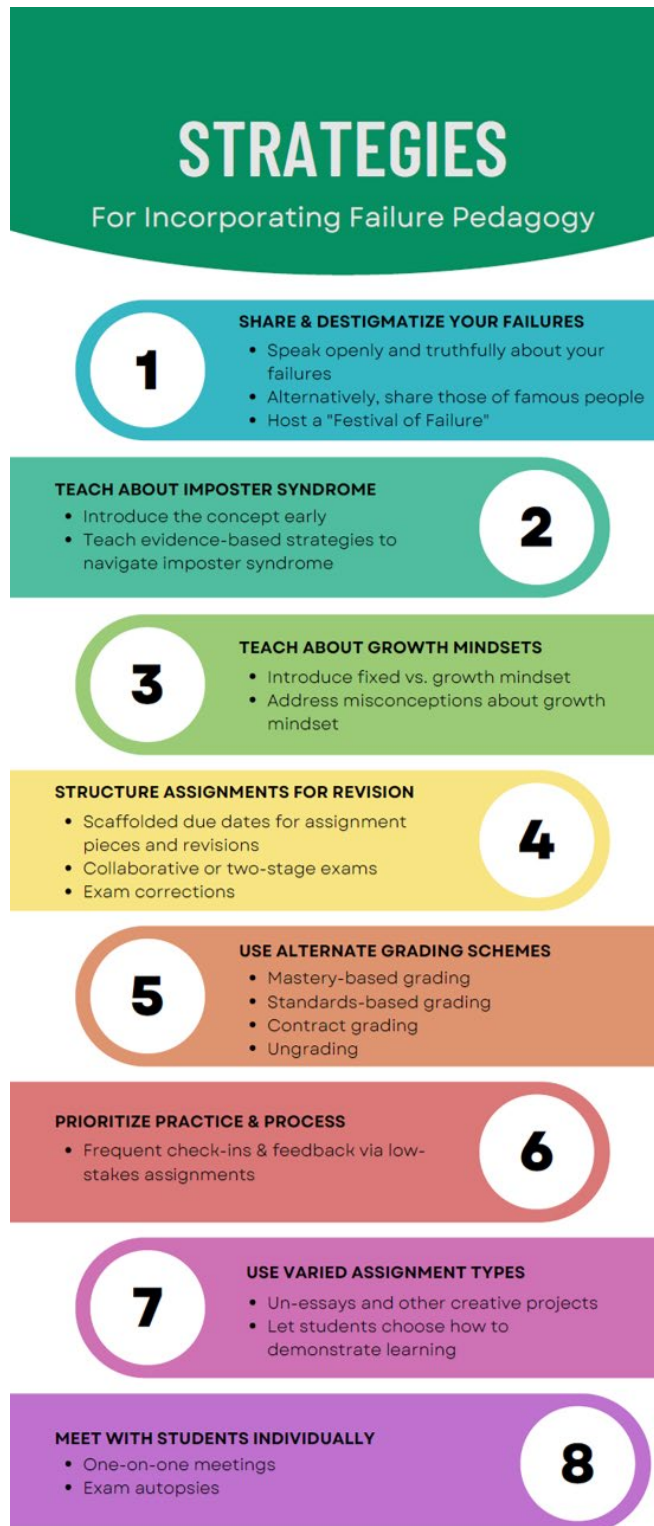 STRATEGIES
For Incorporating Failure Pedagogy
1
SHARE & DESTIGMATIZE YOUR FAILURES
• Speak openly and truthfully about your
failures
• Alternatively, share those of famous people
• Host a "Festival of Failure"
TEACH ABOUT IMPOSTER SYNDROME
• Introduce the concept early
• Teach evidence-based strategies to
navigate imposter syndrome
2
3
TEACH ABOUT GROWTH MINDSETS
• Introduce fixed vs. growth mindset
• Address misconceptions about growth
mindset
STRUCTURE ASSIGNMENTS FOR REVISION
• Scaffolded due dates for assignment
pieces and revisions
• Collaborative or two-stage exams
• Exam corrections
4
5
USE ALTERNATE GRADING SCHEMES
• Mastery-based grading
• Standards-based grading
• Contract grading
• Ungrading
PRIORITIZE PRACTICE & PROCESS
• Frequent check-ins & feedback via low-
stakes assignments
6
7
USE VARIED ASSIGNMENT TYPES
• Un-essays and other creative projects
• Let students choose how to
demonstrate learning
MEET WITH STUDENTS INDIVIDUALLY
• One-on-one meetings
• Exam autopsies
8